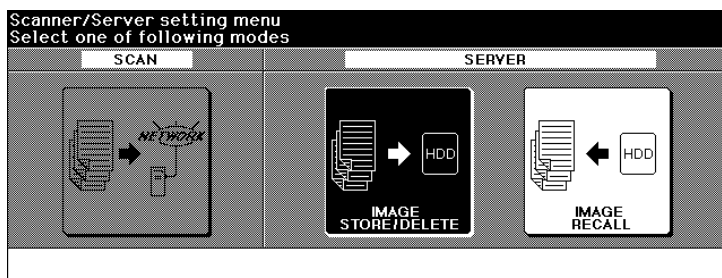 Scanner/Server setting menu
Select one of following modes
SCAN
SERVER
NETWORK
HDD
IMAGE
STORE/DELETE
HDD
IMAGE
RECALL